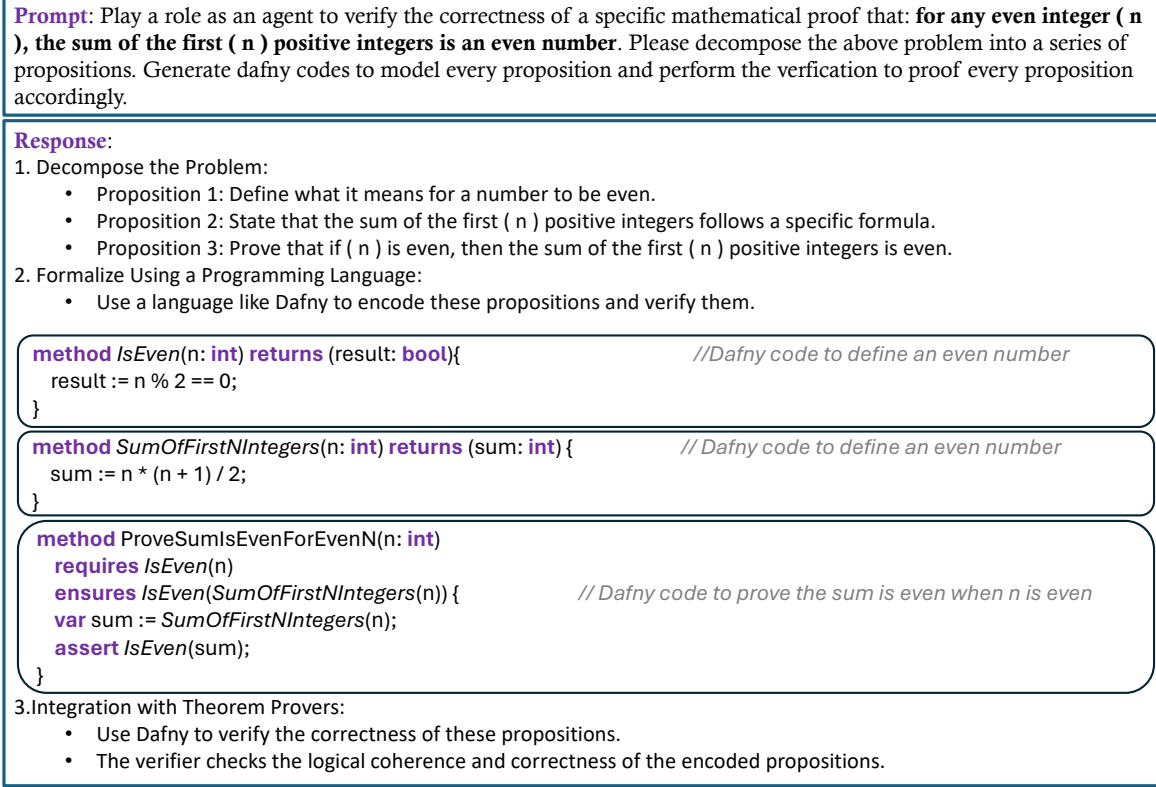 Prompt: Play a role as an agent to verify the correctness of a specific mathematical proof that: for any even integer ( n
), the sum of the first ( n ) positive integers is an even number. Please decompose the above problem into a series of
propositions. Generate dafny codes to model every proposition and perform the verfication to proof every proposition
accordingly.
Response:
1. Decompose the Problem:
• Proposition 1: Define what it means for a number to be even.
• Proposition 2: State that the sum of the first ( n ) positive integers follows a specific formula.
• Proposition 3: Prove that if ( n ) is even, then the sum of the first ( n ) positive integers is even.
2. Formalize Using a Programming Language:
• Use a language like Dafny to encode these propositions and verify them.
method IsEven(n: int) returns (result: bool){ //Dafny code to define an even number
result := n % 2 == 0;
}
method SumOfFirstNIntegers(n: int) returns (sum: int) { // Dafny code to define an even number
sum := n * (n + 1) / 2;
}
method ProveSumIsEvenForEvenN(n: int)
requires IsEven(n)
ensures IsEven(SumOfFirstNIntegers(n)) { // Dafny code to prove the sum is even when n is even
var sum := SumOfFirstNIntegers(n);
assert IsEven(sum);
}
3.Integration with Theorem Provers:
• Use Dafny to verify the correctness of these propositions.
• The verifier checks the logical coherence and correctness of the encoded propositions.